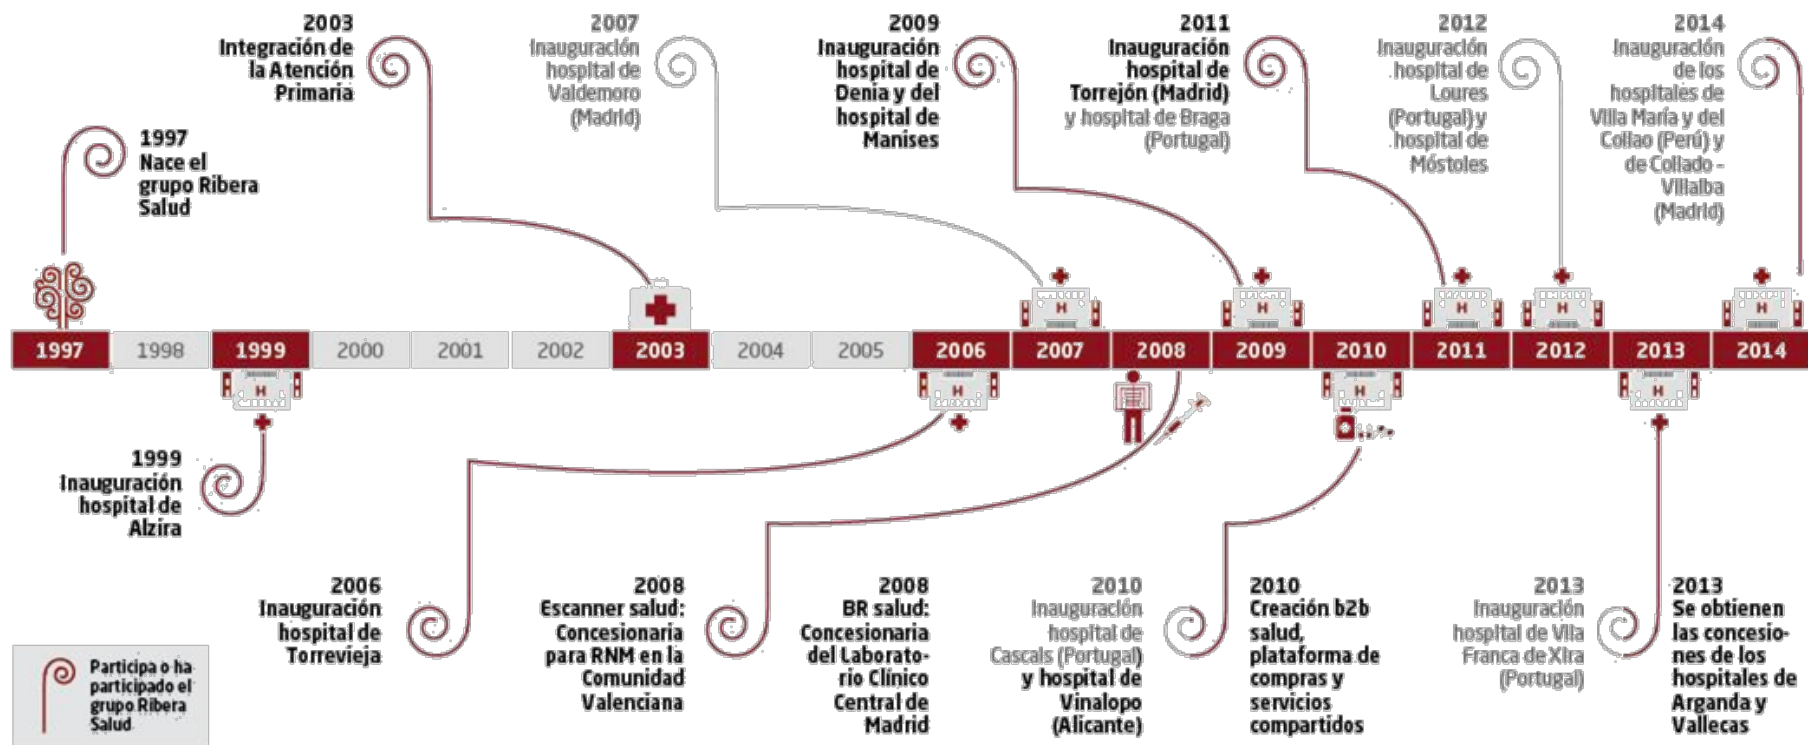 2003
Integración de
la Atención
Primaria
2007
Inauguración
hospital de
Valdemoro
(Madrid)
2009
Inauguración
hospital de
Denia y del
hospital de
Manises
2011
Inauguración
hospital de
Torrejón (Madrid)
y hospital de Braga
(Portugal)
2012
Inauguración
hospital de
Loures
(Portugal) y
hospital de
Móstoles
2014
Inauguración
de los
hospitales de
Villa María y del
Collao (Perú) y
de Collado -
Villalba
(Madrid)
1997
Nace el
grupo Ribera
Salud
H H H H H
1997 1998 1999 2000 2001 2002 2003 2004 2005 2006 2007 2008 2009 2010 2011 2012 2013 2014
H H H H
1999
Inauguración
hospital de
Alzira
2006
Inauguración
hospital de
Torrevieja
2008
Escanner salud:
Concesionaria
para RNM en la
Comunidad
Valenciana
2008
BR salud:
Concesionaria
del Laborato-
rio Clínico
Central de
Madrid
2010
Inauguración
hospital de
Cascals (Portugal)
y hospital de
Vinalopo
(Alicante)
2010
Creación b2b
salud,
plataforma de
compras y
servicios
compartidos
2013
Inauguración
hospital de Vila
Franca de Xira
(Portugal)
2013
Se obtienen
las concesio-
nes de los
hospitales de
Arganda y
Vallecas
Participa o ha
participado el
grupo Ribera
Salud